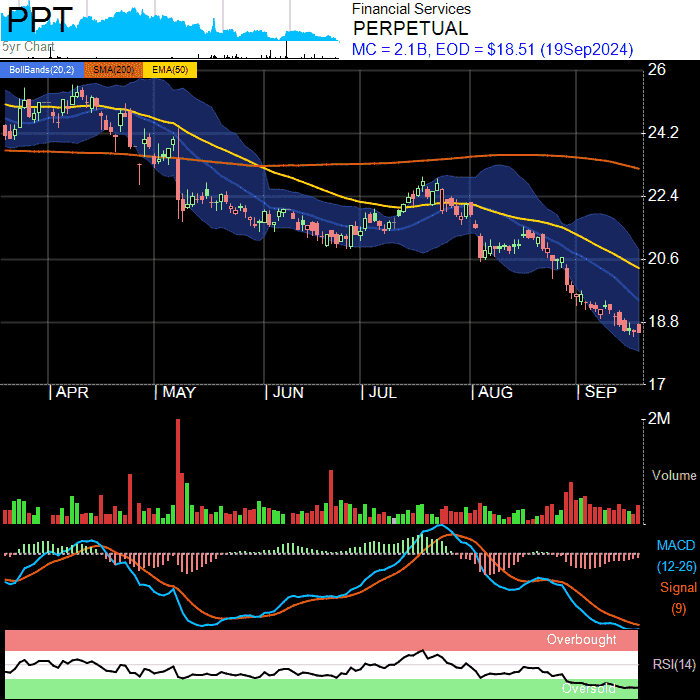 PPT
5yr Chart
Financial Services
PERPETUAL
MC = 2.1B, EOD = $18.51 (19Sep2024)
BollBands(20,2) SMA(200) EMA(50)
26
24.2
22.4
20.6
18.8
17
APR MAY JUN JUL AUG SEP
2M
Volume
MACD
(12-26)
Signal
(9)
Overbought
RSI(14)
Oversold